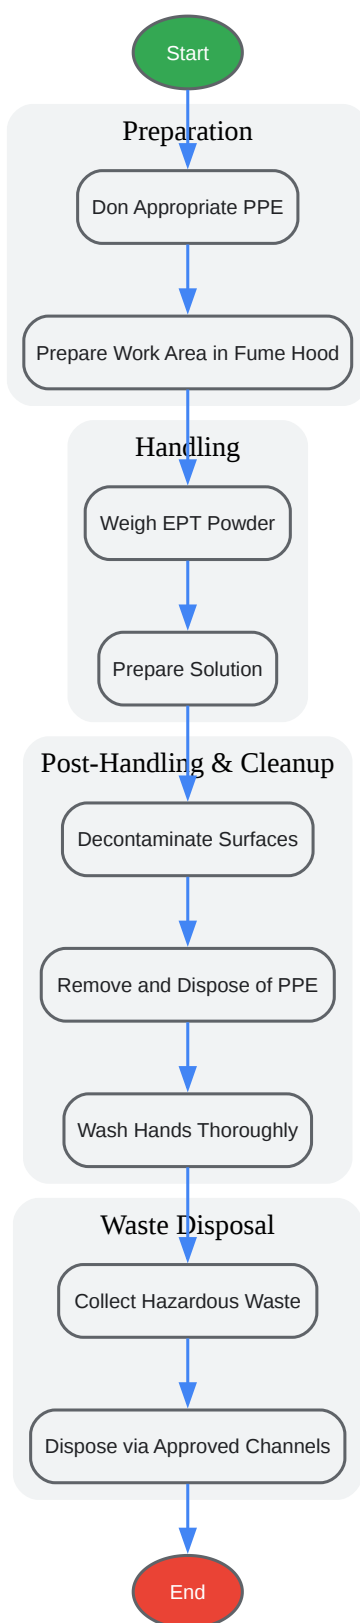 Start
Preparation
Don Appropriate PPE
Prepare Work Area in Fume Hood
Handling
Weigh EPT Powder
Prepare Solution
Post-Handling & Cleanup
Decontaminate Surfaces
Remove and Dispose of PPE
Wash Hands Thoroughly
Waste Disposal
Collect Hazardous Waste
Dispose via Approved Channels
End